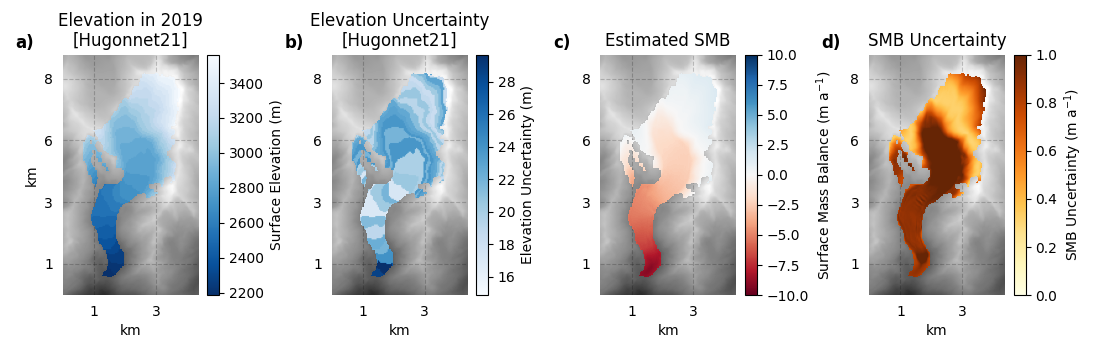 a)
Elevation in 2019
[Hugonnet21]
8
6
3
1
km
1
3
km
3400
3200
3000
2800
2600
2400
2200
Surface Elevation (m)
b)
Elevation Uncertainty
[Hugonnet21]
8
6
3
1
1
3
km
28
26
24
22
20
18
16
Elevation Uncertainty (m)
c)
Estimated SMB
8
6
3
1
1
3
km
10.0
7.5
5.0
2.5
0.0
−2.5
−5.0
−7.5
−10.0
Surface Mass Balance (m a⁻¹)
d)
SMB Uncertainty
8
6
3
1
1
3
km
1.0
0.8
0.6
0.4
0.2
0.0
SMB Uncertainty (m a⁻¹)